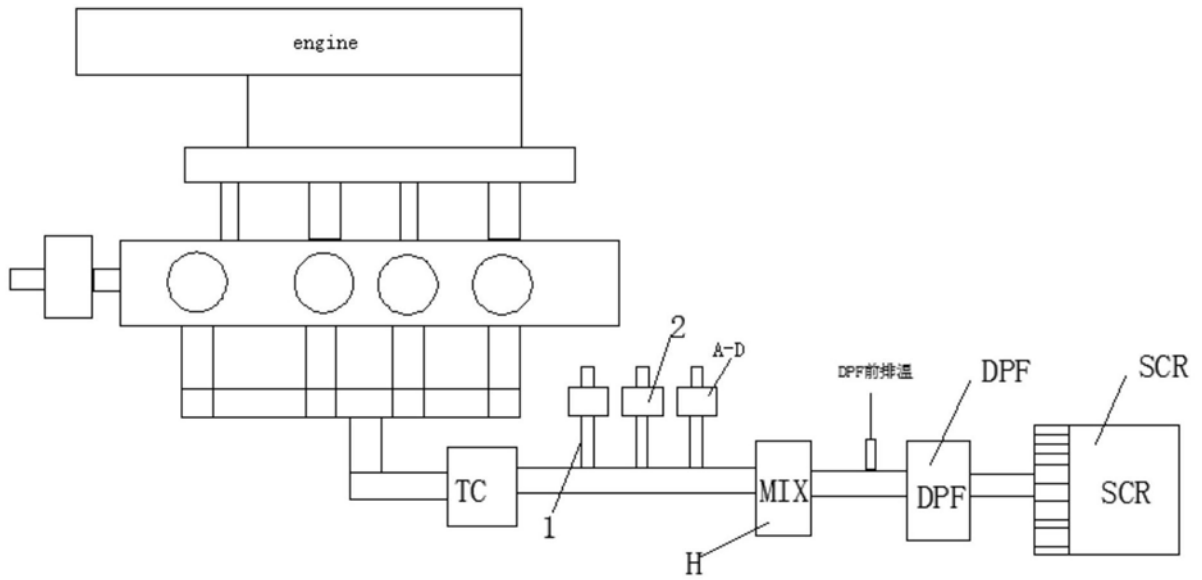 engine
2
A-D
DPF前排温
DPF
SCR
TC
MIX
DPF
SCR
1
H